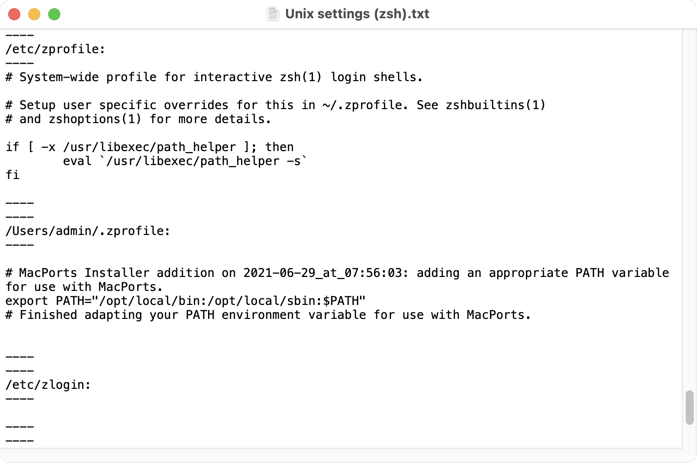 Unix settings (zsh).txt
----
/etc/zprofile:
----
# System-wide profile for interactive zsh(1) login shells.

# Setup user specific overrides for this in ~/.zprofile. See zshbuiltins(1)
# and zshoptions(1) for more details.

if [ -x /usr/libexec/path_helper ]; then
        eval `/usr/libexec/path_helper -s`
fi

----
----
/Users/admin/.zprofile:
----

# MacPorts Installer addition on 2021-06-29_at_07:56:03: adding an appropriate PATH variable
for use with MacPorts.
export PATH="/opt/local/bin:/opt/local/sbin:$PATH"
# Finished adapting your PATH environment variable for use with MacPorts.


----
----
/etc/zlogin:
----

----
----